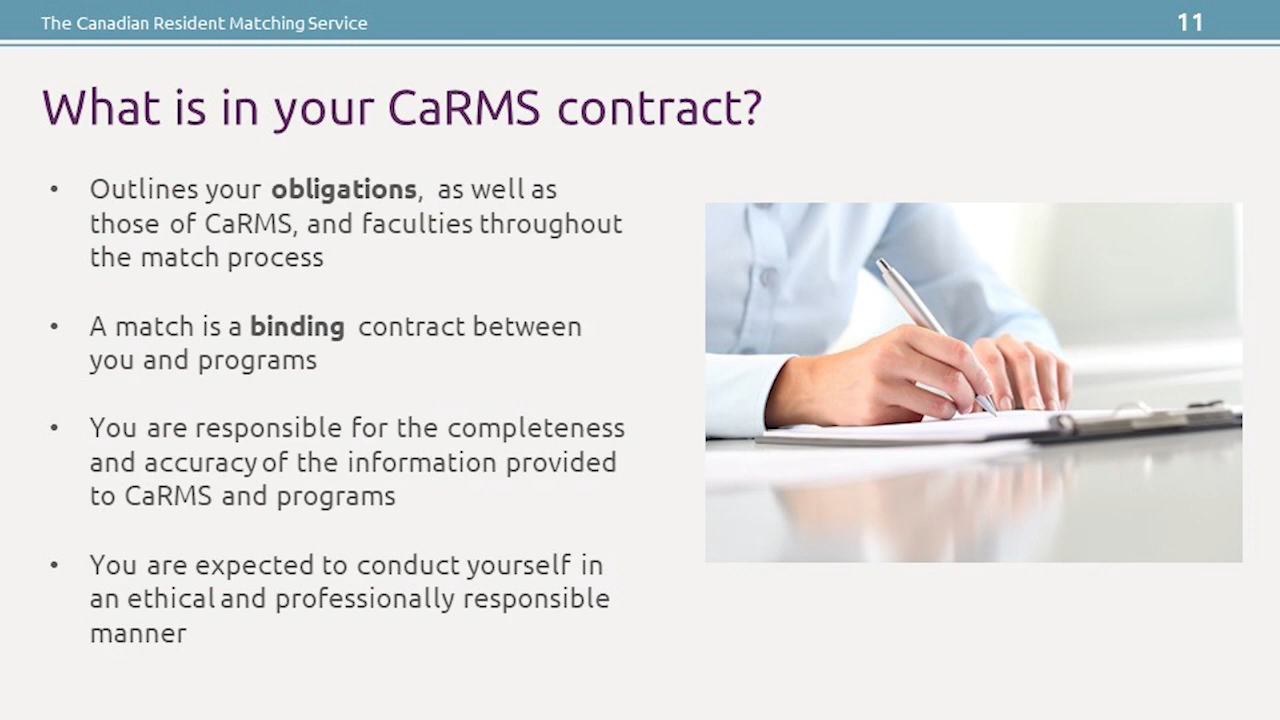 The Canadian Resident Matching Service
11
What is in your CaRMS contract?
• Outlines your obligations, as well as
those of CaRMS, and faculties throughout
the match process
• A match is a binding contract between
you and programs
• You are responsible for the completeness
and accuracy of the information provided
to CaRMS and programs
• You are expected to conduct yourself in
an ethical and professionally responsible
manner